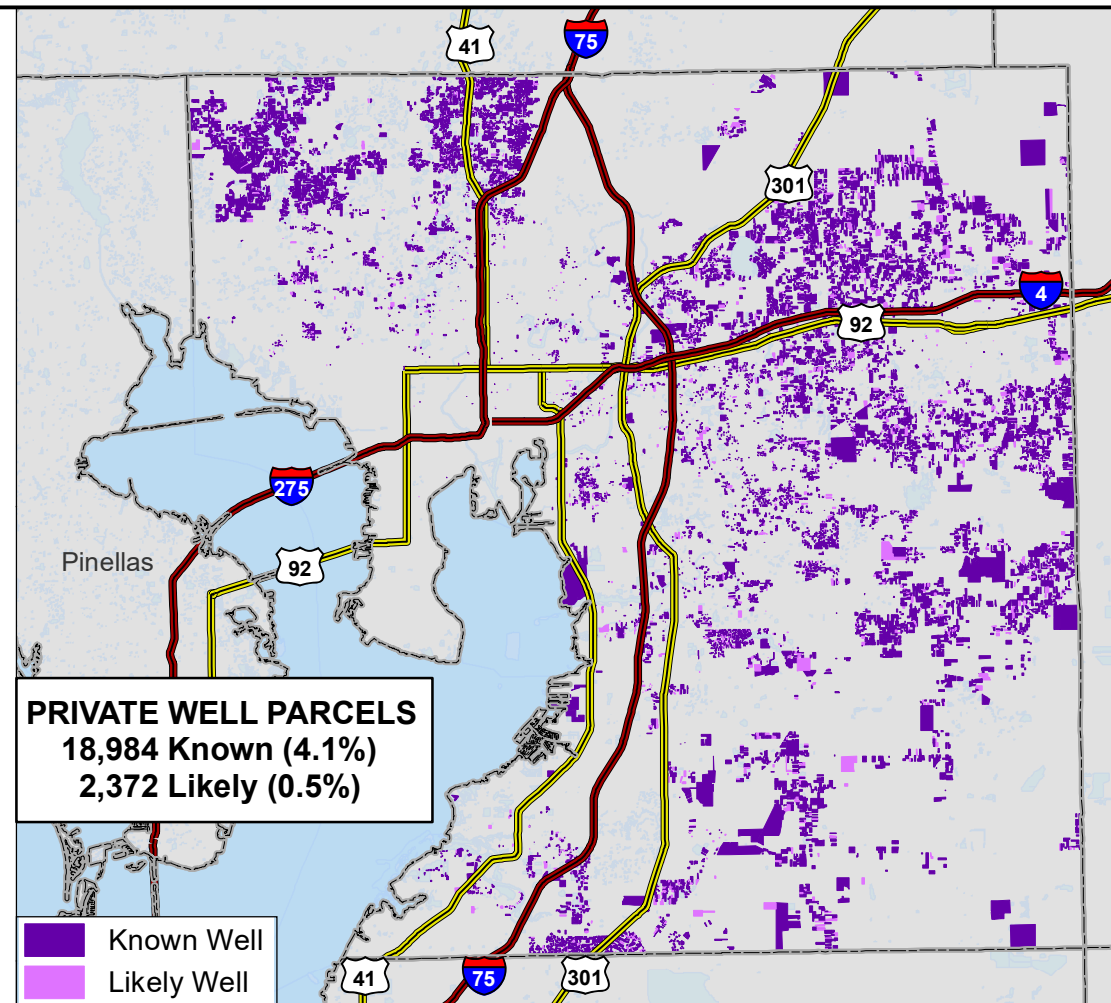 41
75
301
4
92
275
Pinellas
92
PRIVATE WELL PARCELS
18,984 Known (4.1%)
2,372 Likely (0.5%)
Known Well
Likely Well
41
75
301